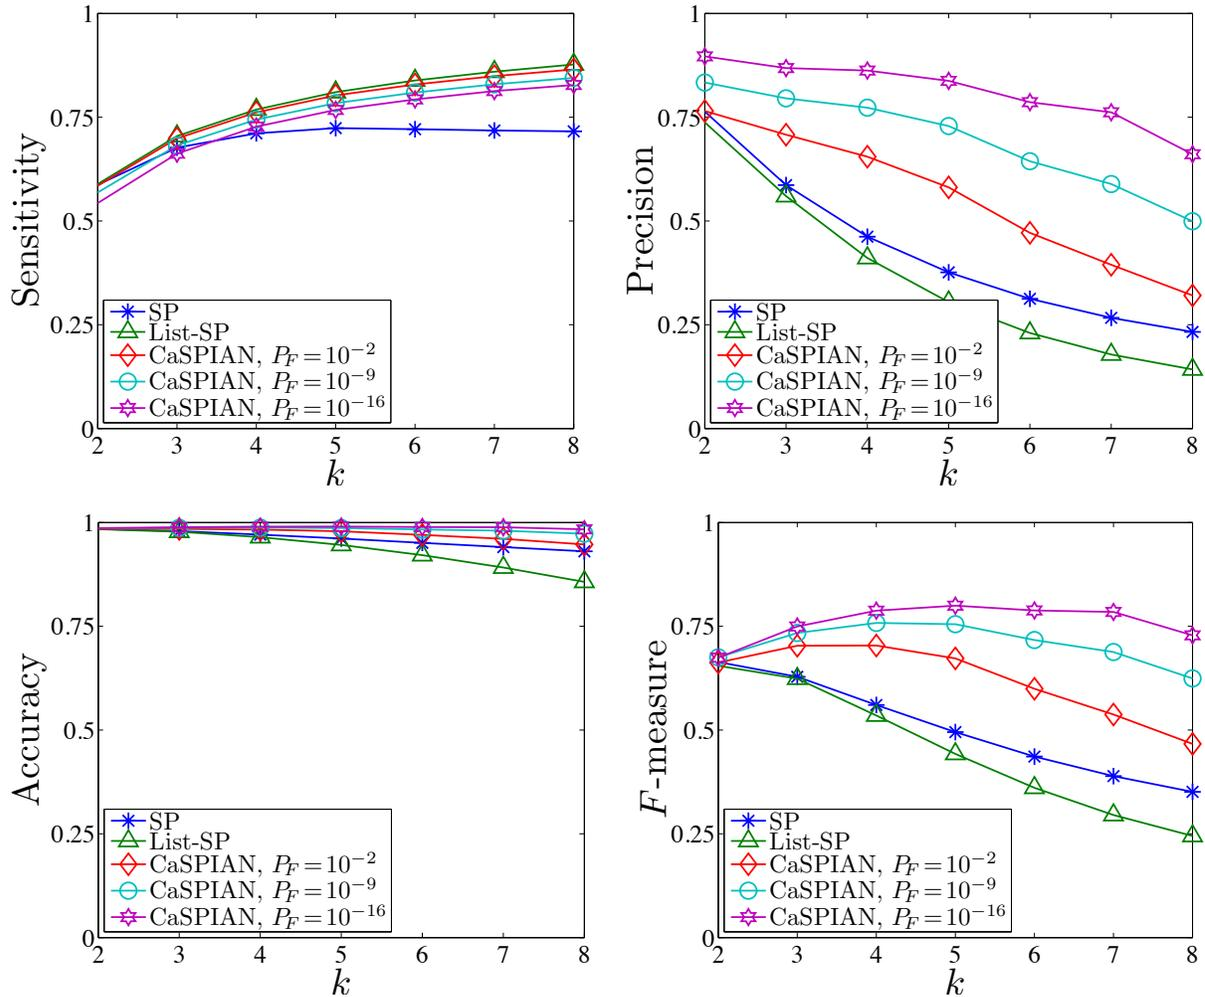 1
0.75
0.5
0.25
0
Sensitivity
SP
List-SP
CaSPIAN, P_F=10^{-2}
CaSPIAN, P_F=10^{-9}
CaSPIAN, P_F=10^{-16}
2 3 4 5 6 7 8
k
1
0.75
0.5
0.25
0
Precision
SP
List-SP
CaSPIAN, P_F=10^{-2}
CaSPIAN, P_F=10^{-9}
CaSPIAN, P_F=10^{-16}
2 3 4 5 6 7 8
k
1
0.75
0.5
0.25
0
Accuracy
SP
List-SP
CaSPIAN, P_F=10^{-2}
CaSPIAN, P_F=10^{-9}
CaSPIAN, P_F=10^{-16}
2 3 4 5 6 7 8
k
1
0.75
0.5
0.25
0
F-measure
SP
List-SP
CaSPIAN, P_F=10^{-2}
CaSPIAN, P_F=10^{-9}
CaSPIAN, P_F=10^{-16}
2 3 4 5 6 7 8
k